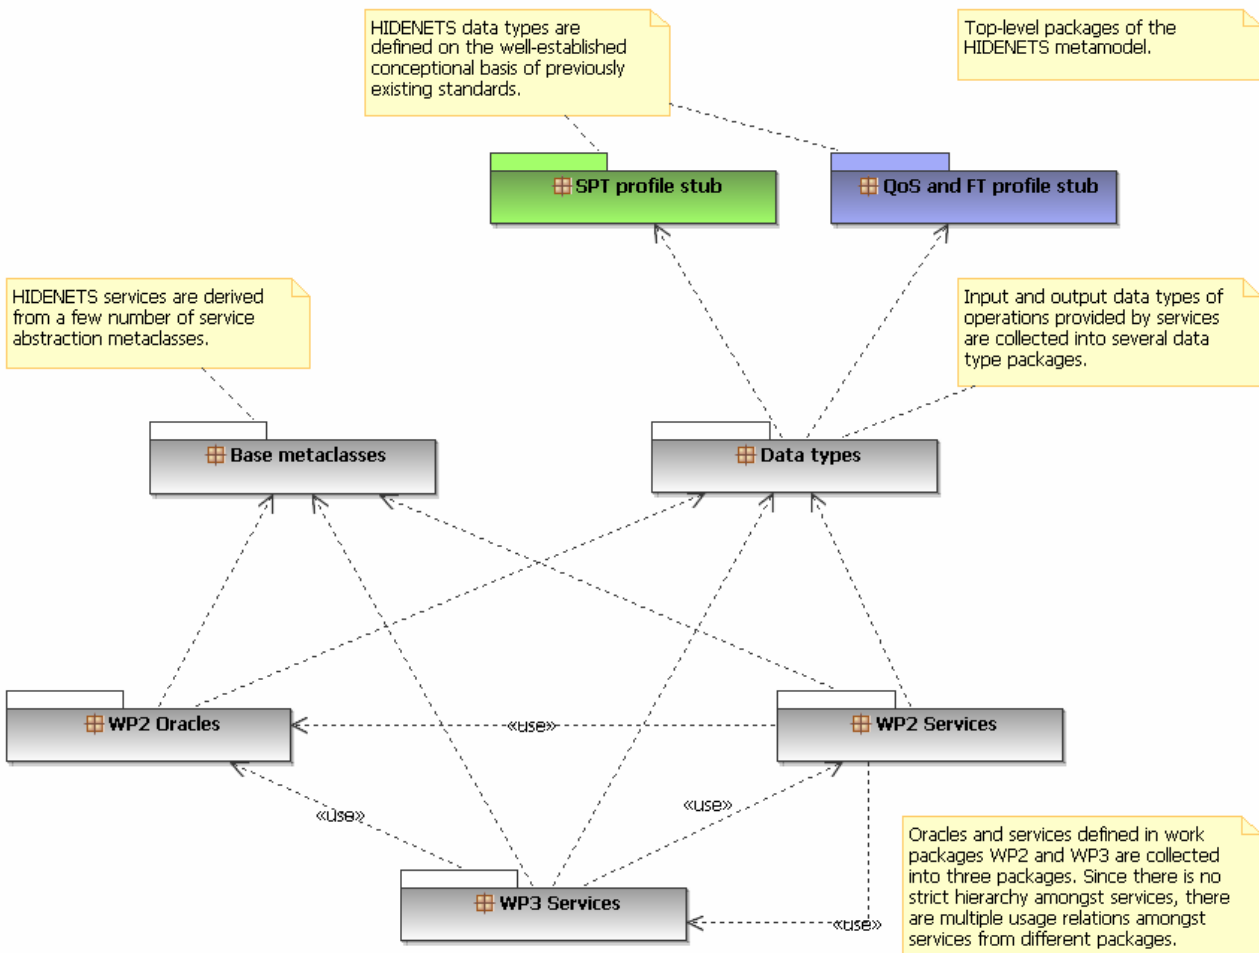 HIDENETS data types are
defined on the well-established
conceptional basis of previously
existing standards.
Top-level packages of the
HIDENETS metamodel.
SPT profile stub
QoS and FT profile stub
HIDENETS services are derived
from a few number of service
abstraction metaclasses.
Input and output data types of
operations provided by services
are collected into several data
type packages.
Base metaclasses
Data types
WP2 Oracles
«use»
WP2 Services
«use»
«use»
WP3 Services
«use»
Oracles and services defined in work
packages WP2 and WP3 are collected
into three packages. Since there is no
strict hierarchy amongst services, there
are multiple usage relations amongst
services from different packages.